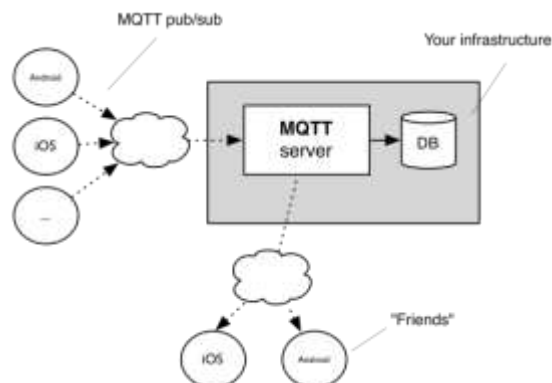 MQTT pub/sub
Your infrastructure
Android
iOS
...
MQTT
server
DB
"Friends"
iOS
Android